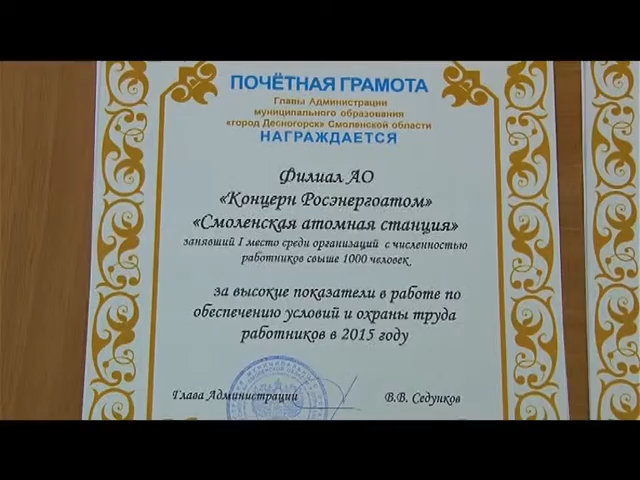 ПОЧЁТНАЯ ГРАМОТА
Главы Администрации
муниципального образования
«город Десногорск» Смоленской области
НАГРАЖДАЕТСЯ
Филиал АО
«Концерн Росэнергоатом»
«Смоленская атомная станция»
занявший I место среди организаций с численностью
работников свыше 1000 человек
за высокие показатели в работе по
обеспечению условий и охраны труда
работников в 2015 году
Глава Администрации В.В. Седунков